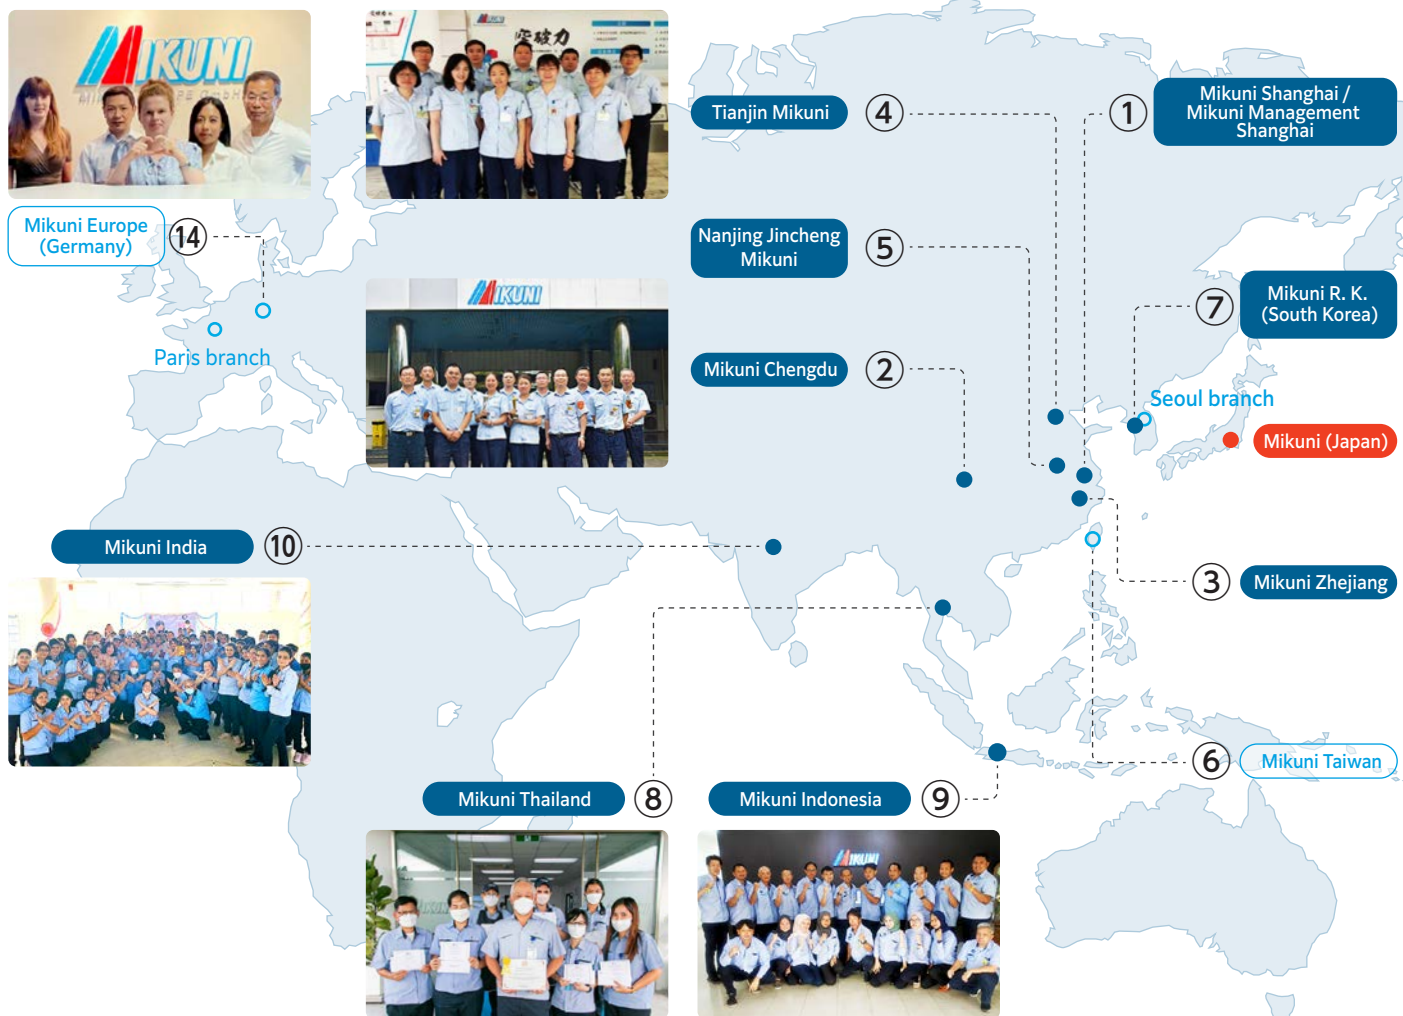 MIKUNI
突破力
Tianjin Mikuni
4
1
Mikuni Shanghai /
Mikuni Management
Shanghai
Mikuni Europe
(Germany)
14
Nanjing Jincheng
Mikuni
5
MIKUNI
7
Mikuni R. K.
(South Korea)
Paris branch
Mikuni Chengdu
2
Seoul branch
Mikuni (Japan)
Mikuni India
10
3
Mikuni Zhejiang
6
Mikuni Taiwan
Mikuni Thailand
8
Mikuni Indonesia
9
MIKUNI